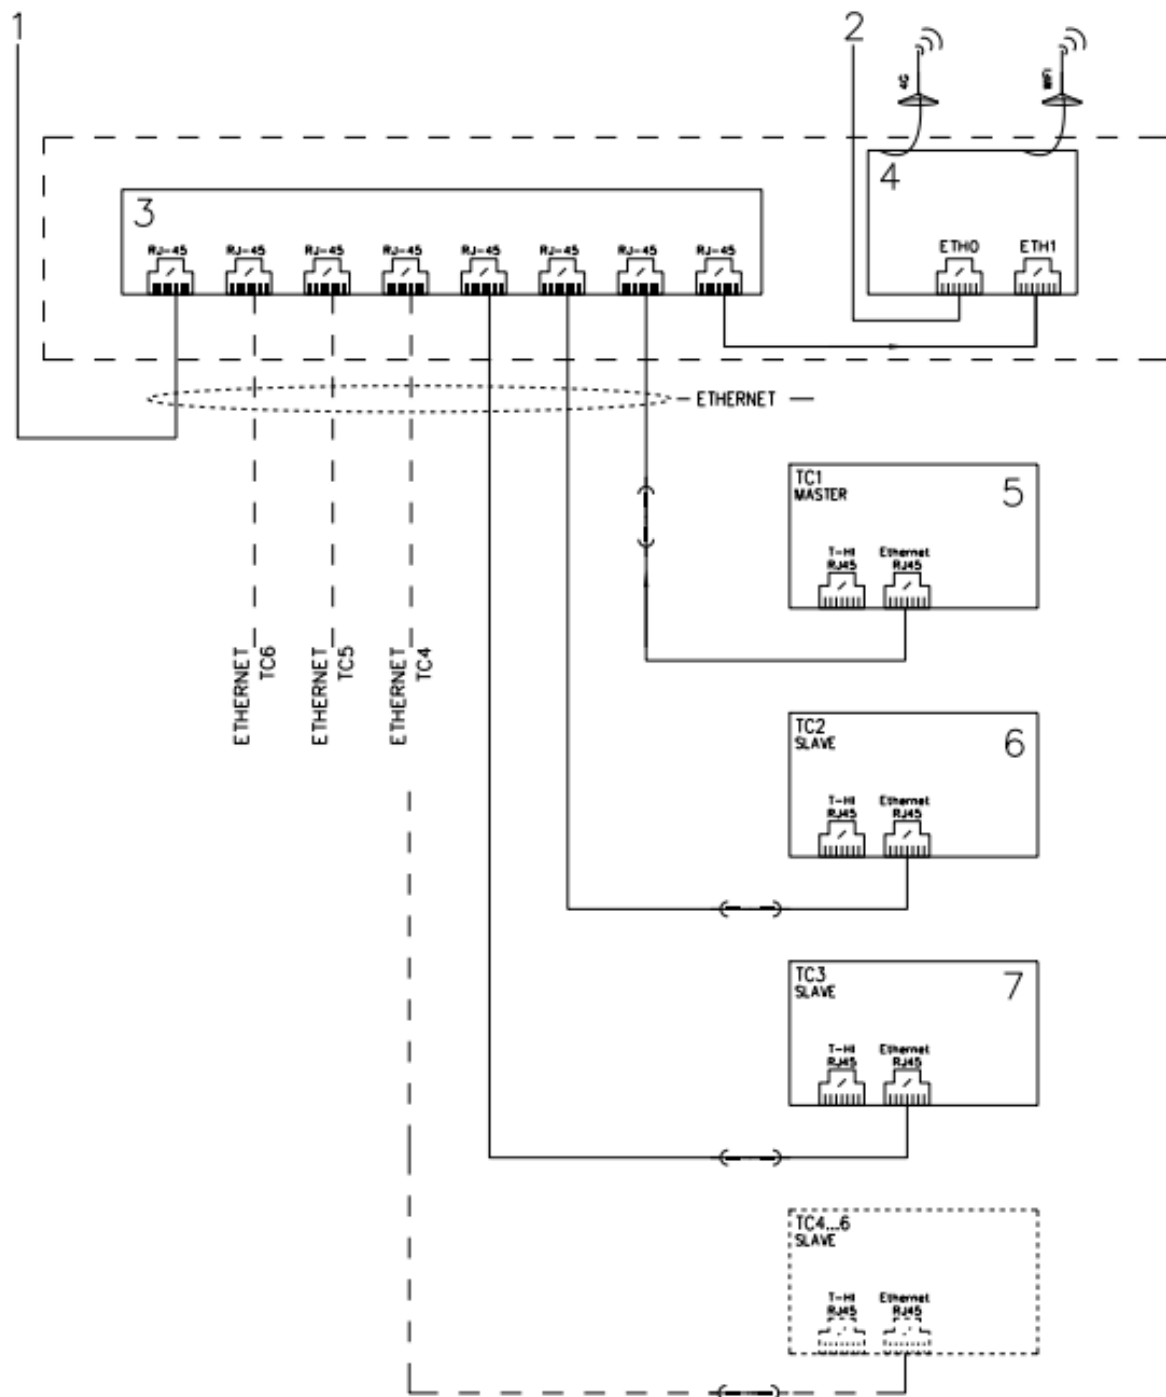 1
2
4G
WIFI
3
4
RJ-45
RJ-45
RJ-45
RJ-45
RJ-45
RJ-45
RJ-45
RJ-45
ETH0
ETH1
ETHERNET
TC1
MASTER
5
T-HI
RJ45
Ethernet
RJ45
ETHERNET
TC6
ETHERNET
TC5
ETHERNET
TC4
TC2
SLAVE
6
T-HI
RJ45
Ethernet
RJ45
TC3
SLAVE
7
T-HI
RJ45
Ethernet
RJ45
TC4...6
SLAVE
T-HI
RJ45
Ethernet
RJ45